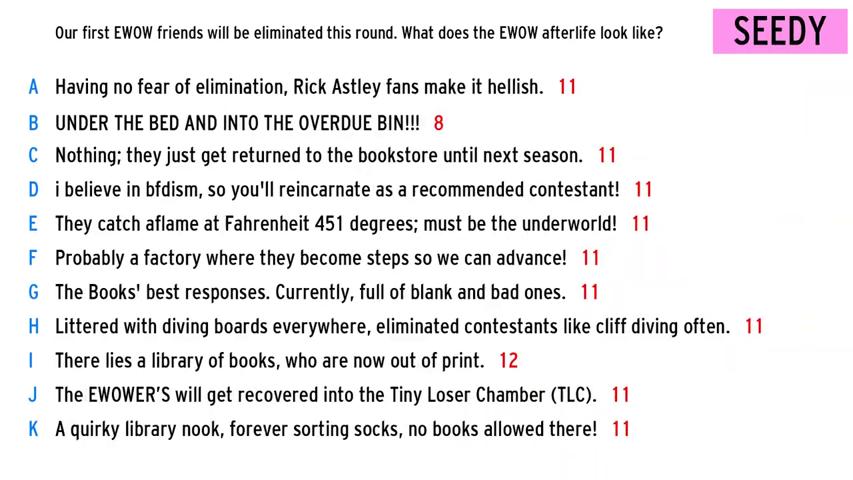 Our first EWOW friends will be eliminated this round. What does the EWOW afterlife look like?
SEEDY
A Having no fear of elimination, Rick Astley fans make it hellish. 11
B UNDER THE BED AND INTO THE OVERDUE BIN!!! 8
C Nothing; they just get returned to the bookstore until next season. 11
D i believe in bfdism, so you'll reincarnate as a recommended contestant! 11
E They catch aflame at Fahrenheit 451 degrees; must be the underworld! 11
F Probably a factory where they become steps so we can advance! 11
G The Books' best responses. Currently, full of blank and bad ones. 11
H Littered with diving boards everywhere, eliminated contestants like cliff diving often. 11
I There lies a library of books, who are now out of print. 12
J The EWOWER'S will get recovered into the Tiny Loser Chamber (TLC). 11
K A quirky library nook, forever sorting socks, no books allowed there! 11